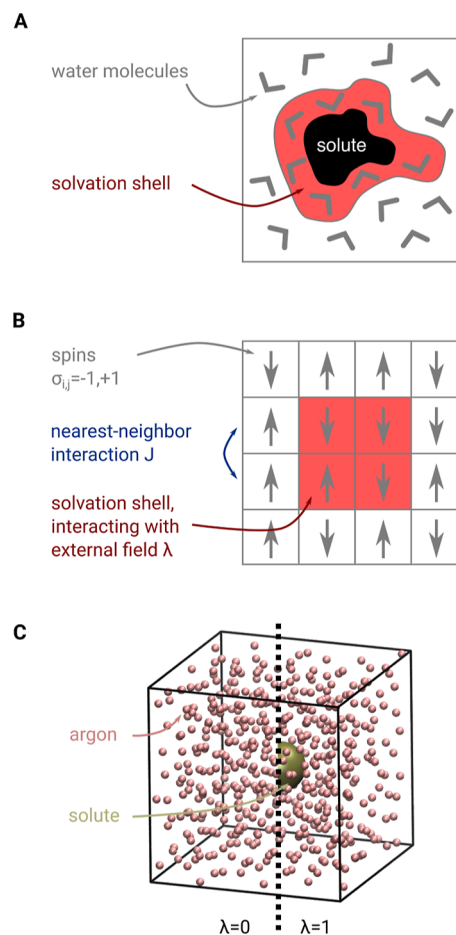 A
water molecules
solute
solvation shell
B
spins
σi,j=-1,+1
nearest-neighbor
interaction J
solvation shell,
interacting with
external field λ
C
argon
solute
λ=0
λ=1